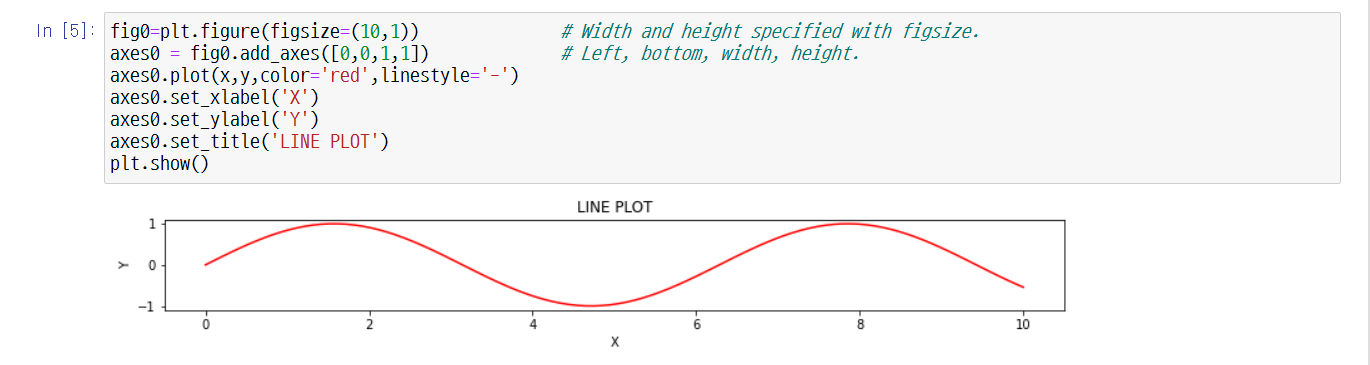 In [5]:
fig0=plt.figure(figsize=(10,1)) # Width and height specified with figsize.
axes0 = fig0.add_axes([0,0,1,1]) # Left, bottom, width, height.
axes0.plot(x,y,color='red',linestyle='-')
axes0.set_xlabel('X')
axes0.set_ylabel('Y')
axes0.set_title('LINE PLOT')
plt.show()
LINE PLOT
1
0
−1
Y
0 2 4 6 8 10
X